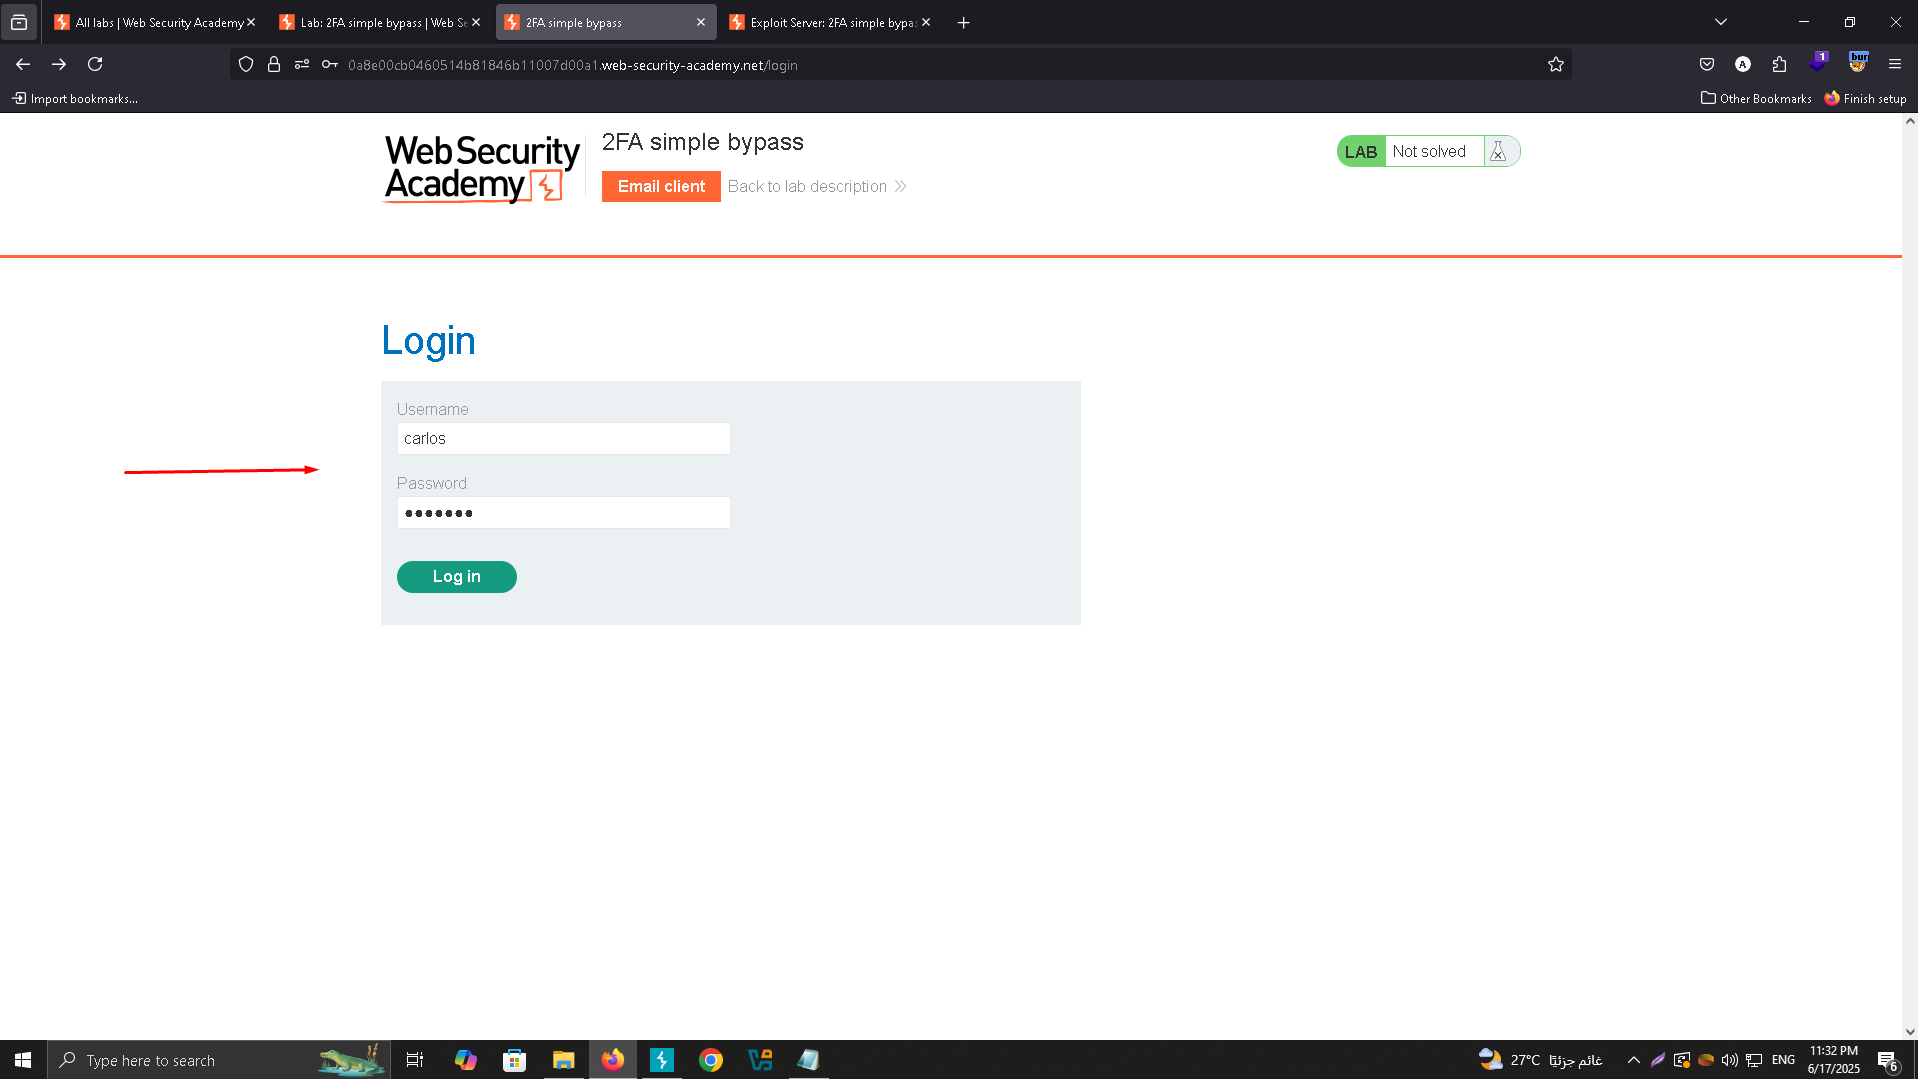 All labs | Web Security Academy
Lab: 2FA simple bypass | Web Se
2FA simple bypass
Exploit Server: 2FA simple bypas
0a8e00cb0460514b81846b11007d00a1.web-security-academy.net/login
A
1
bur
Import bookmarks...
Other Bookmarks
Finish setup
Web Security
Academy
2FA simple bypass
Email client
Back to lab description
LAB
Not solved
Login
Username
carlos
Password
Log in
Type here to search
27°C غائم جزئيًا
ENG
11:32 PM
6/17/2025
6